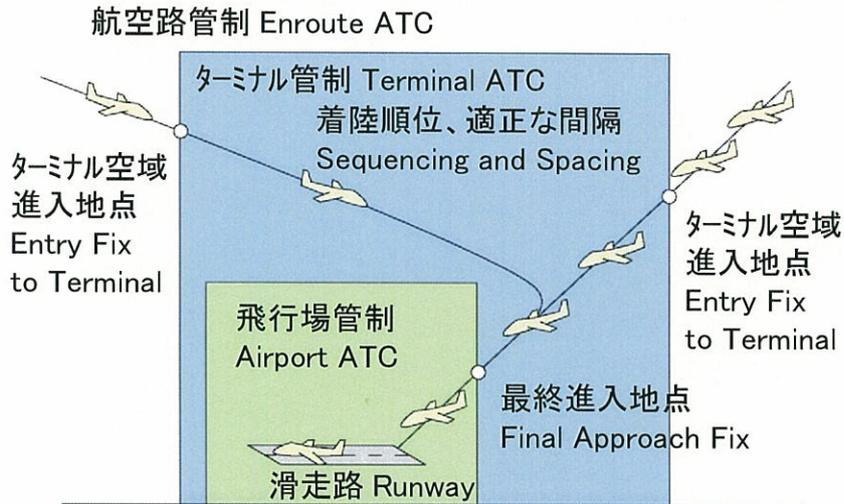 航空路管制 Enroute ATC
ターミナル管制 Terminal ATC
着陸順位、適正な間隔
Sequencing and Spacing
ターミナル空域
進入地点
Entry Fix
to Terminal
ターミナル空域
進入地点
Entry Fix
to Terminal
飛行場管制
Airport ATC
最終進入地点
Final Approach Fix
滑走路 Runway